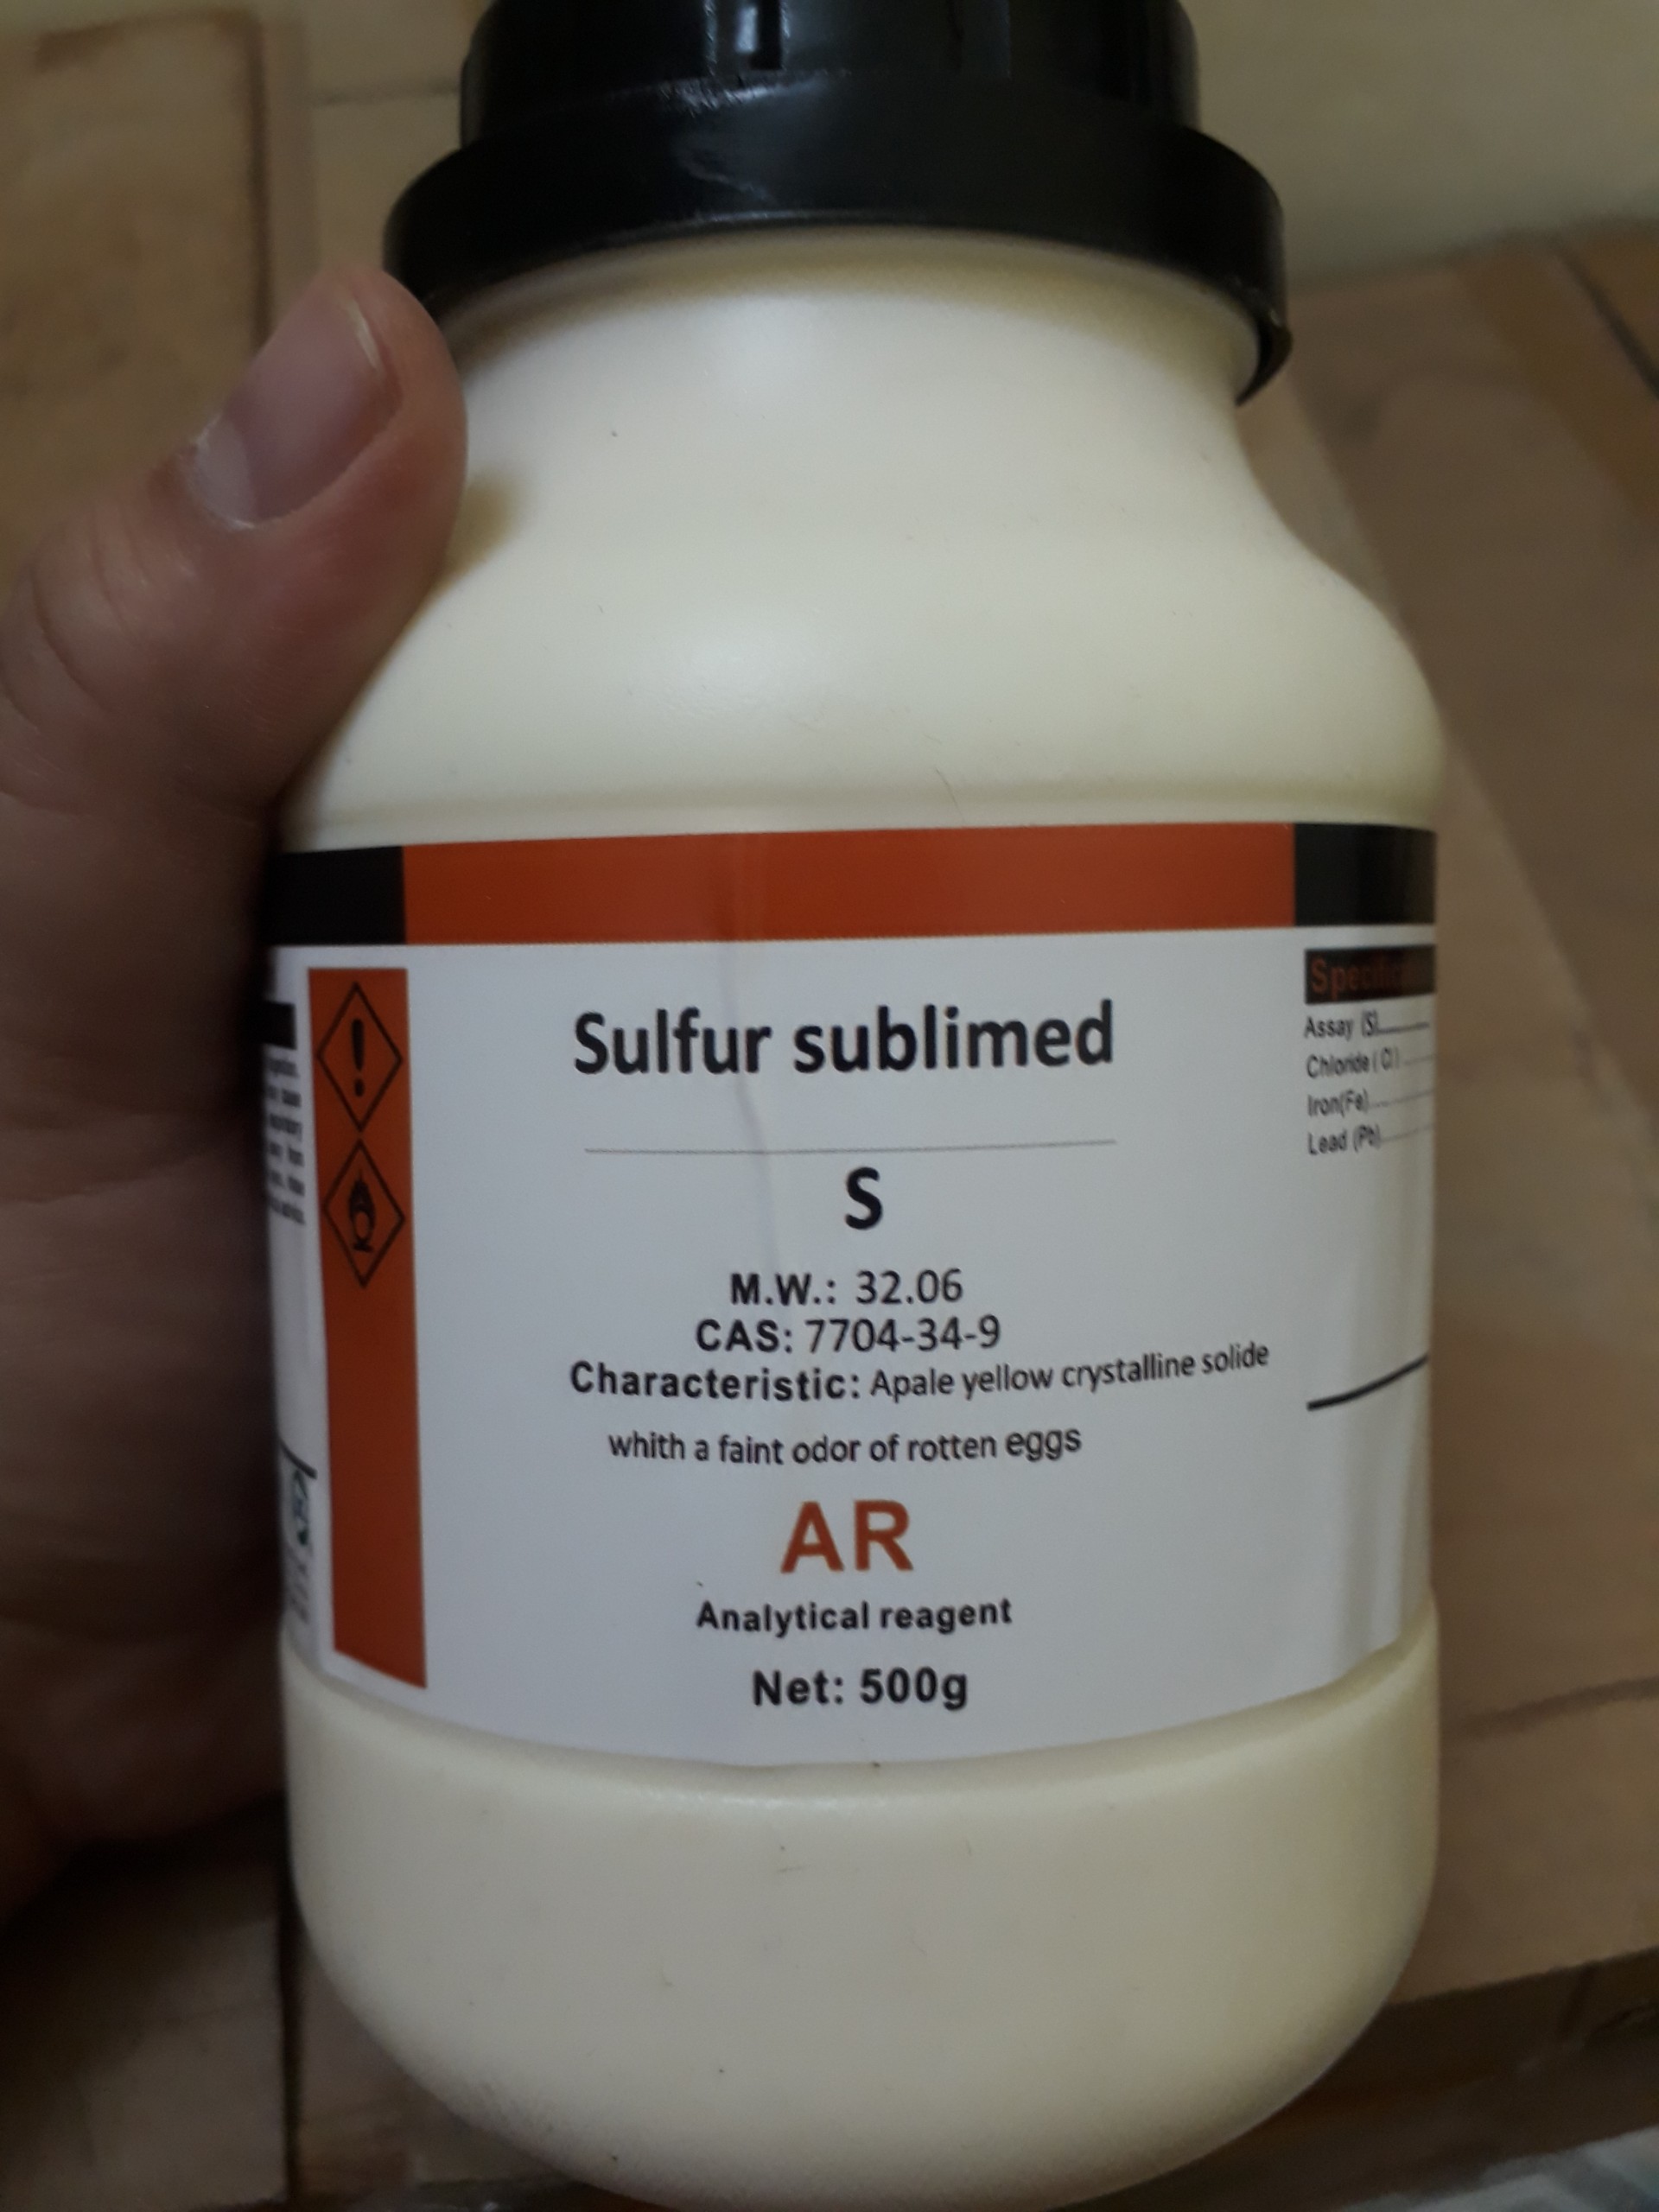 Sulfur sublimed
S
M.W.: 32.06
CAS: 7704-34-9
Characteristic: Apale yellow crystalline solide
whith a faint odor of rotten eggs
AR
Analytical reagent
Net: 500g
Assay (S)
Chloride (Cl)
Iron(Fe)
Lead (Pb)